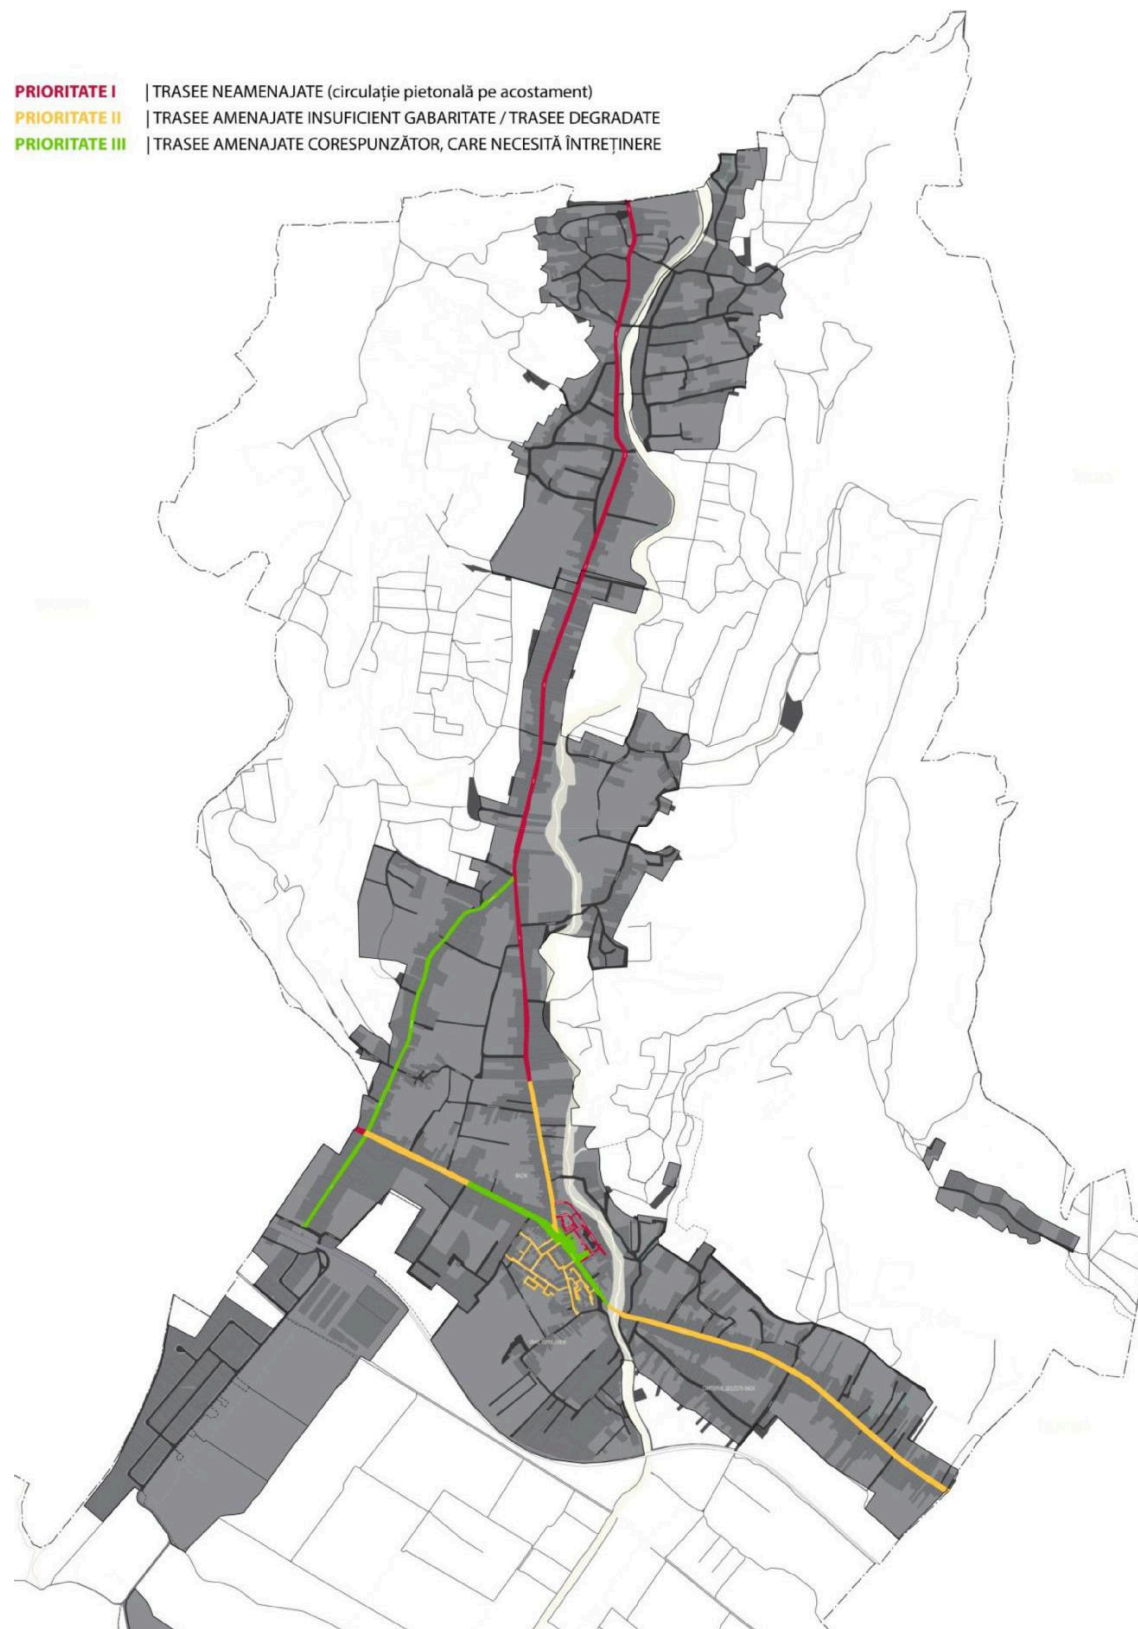 PRIORITATE I | TRASEE NEAMENAJATE (circulație pietonală pe acostament)
PRIORITATE II | TRASEE AMENAJATE INSUFICIENT GABARITATE / TRASEE DEGRADATE
PRIORITATE III | TRASEE AMENAJATE CORESPUNZĂTOR, CARE NECESITĂ ÎNTREȚINERE